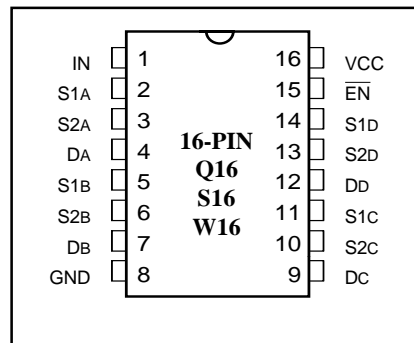 IN 1 16 VCC
S1A 2 15 EN
S2A 3 14 S1D
DA 4 13 S2D
S1B 5 12 DD
S2B 6 11 S1C
DB 7 10 S2C
GND 8 9 DC
16-PIN
Q16
S16
W16